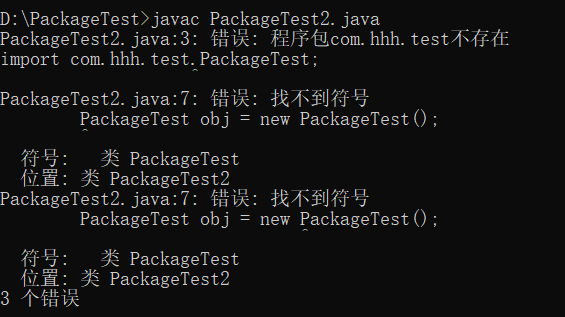 D:\PackageTest>javac PackageTest2.java
PackageTest2.java:3: 错误: 程序包com.hhh.test不存在
import com.hhh.test.PackageTest;
^
PackageTest2.java:7: 错误: 找不到符号
PackageTest obj = new PackageTest();
^
符号:   类 PackageTest
位置: 类 PackageTest2
PackageTest2.java:7: 错误: 找不到符号
PackageTest obj = new PackageTest();
^
符号:   类 PackageTest
位置: 类 PackageTest2
3 个错误